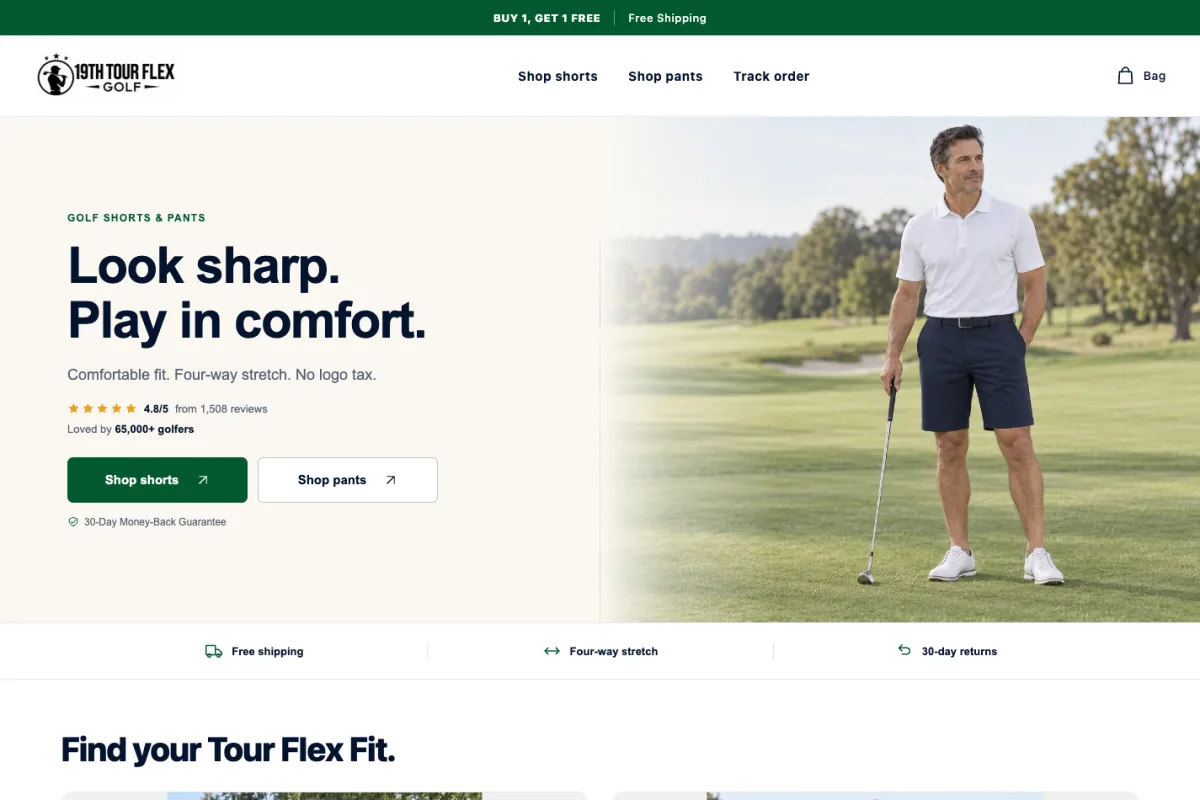 BUY 1, GET 1 FREE
Free Shipping
19TH TOUR FLEX
GOLF
Shop shorts
Shop pants
Track order
Bag
GOLF SHORTS & PANTS
Look sharp.
Play in comfort.
Comfortable fit. Four-way stretch. No logo tax.
4.8/5 from 1,508 reviews
Loved by 65,000+ golfers
Shop shorts
Shop pants
30-Day Money-Back Guarantee
Free shipping
Four-way stretch
30-day returns
Find your Tour Flex Fit.